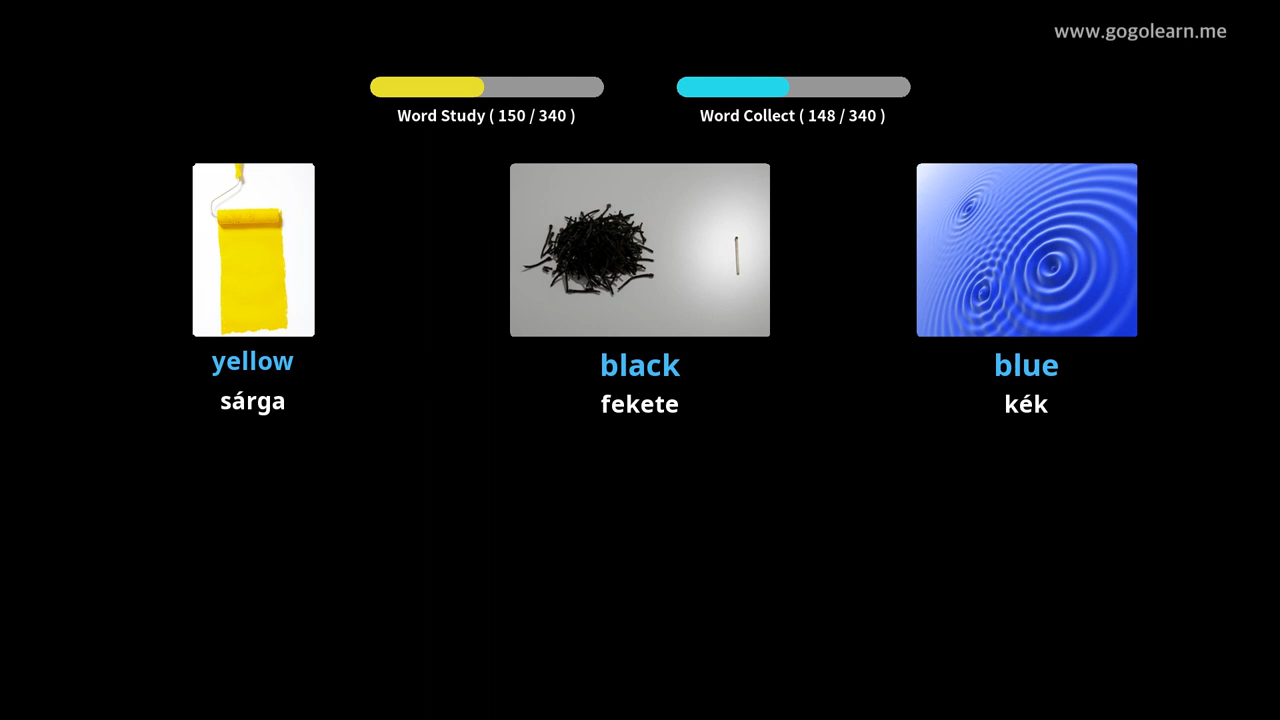 www.gogolearn.me
Word Study ( 150 / 340 )
Word Collect ( 148 / 340 )
yellow
sárga
black
fekete
blue
kék